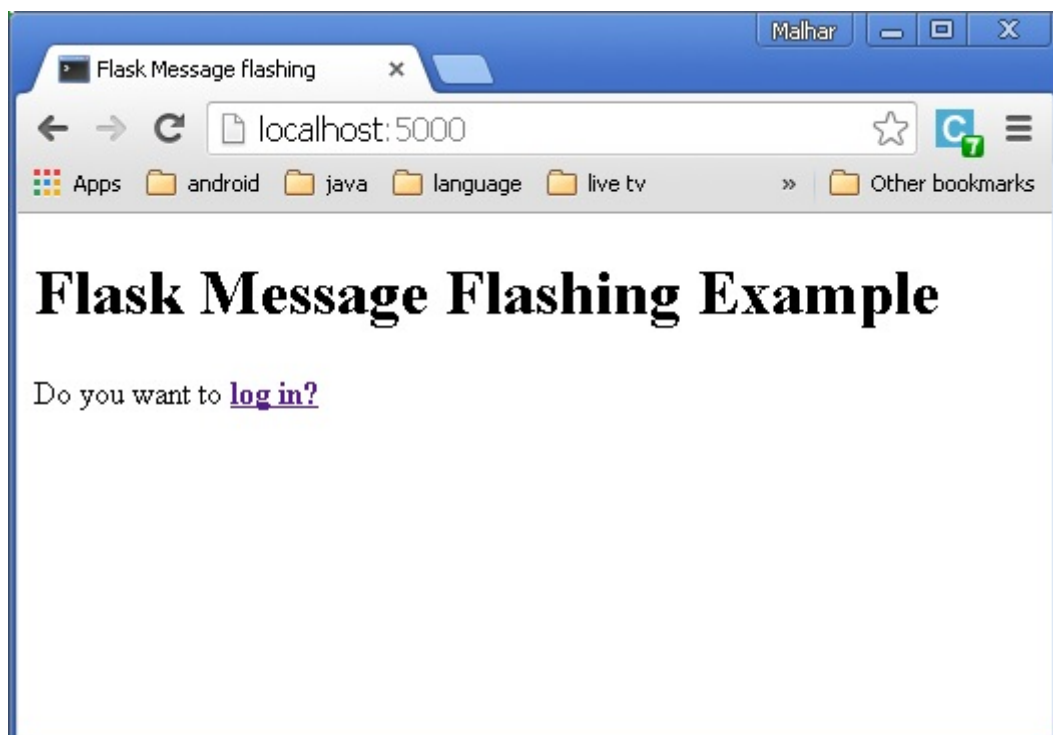 Malhar
Flask Message flashing
localhost:5000
C 7
Apps android java language live tv » Other bookmarks
Flask Message Flashing Example
Do you want to log in?